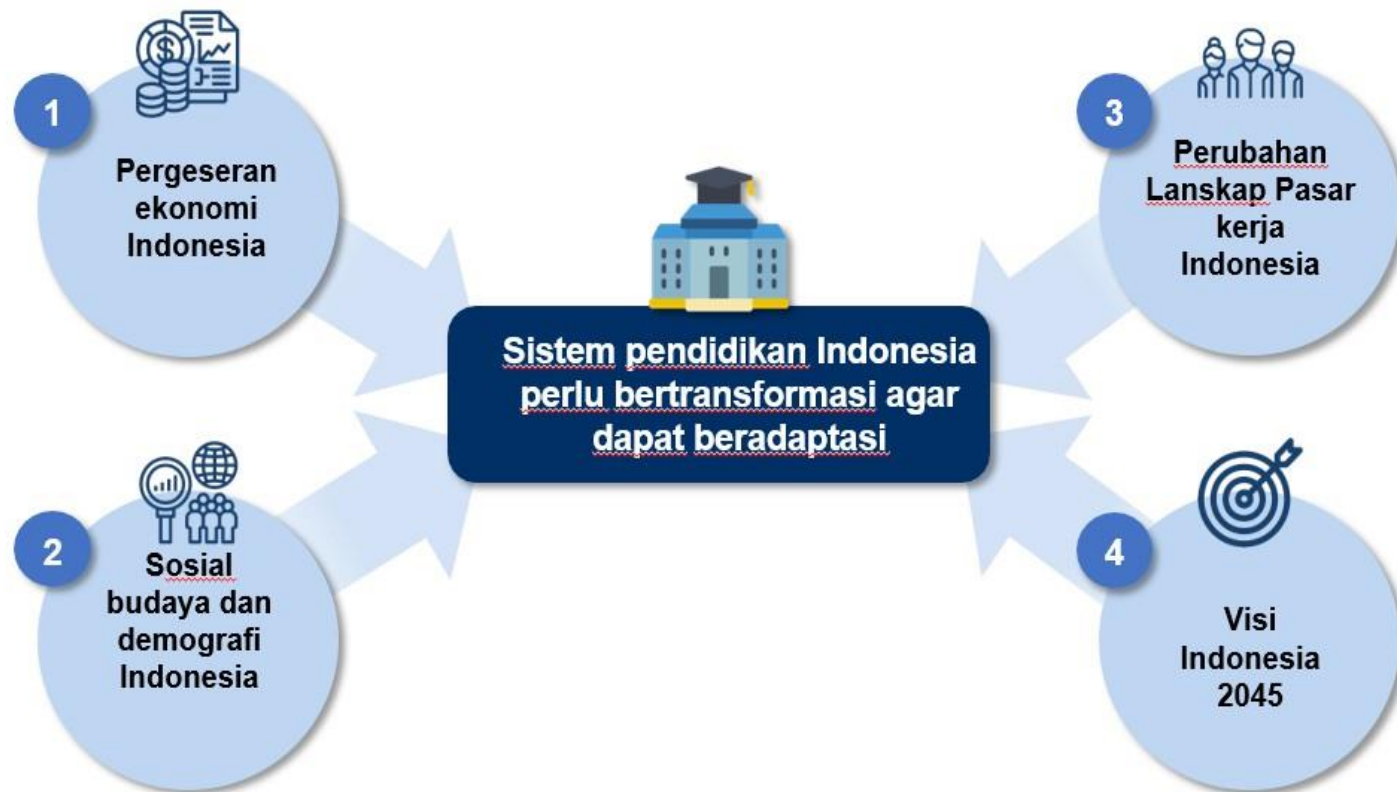 1
Pergeseran
ekonomi
Indonesia
2
Sosial
budaya dan
demografi
Indonesia
Sistem pendidikan Indonesia
perlu bertransformasi agar
dapat beradaptasi
3
Perubahan
Lanskap Pasar
kerja
Indonesia
4
Visi
Indonesia
2045